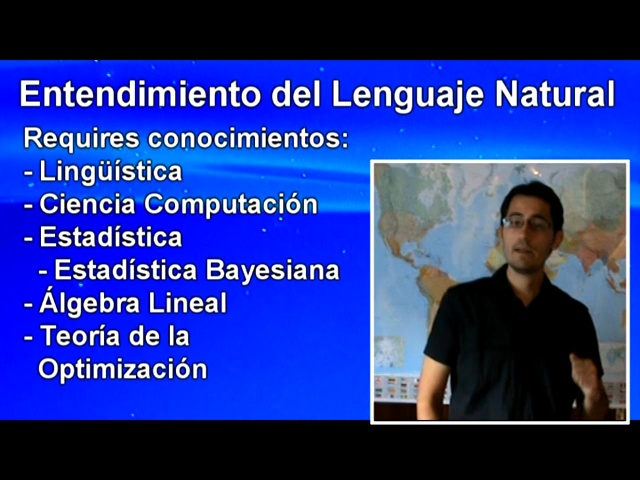 Entendimiento del Lenguaje Natural
Requires conocimientos:
- Lingüística
- Ciencia Computación
- Estadística
- Estadística Bayesiana
- Álgebra Lineal
- Teoría de la
Optimización